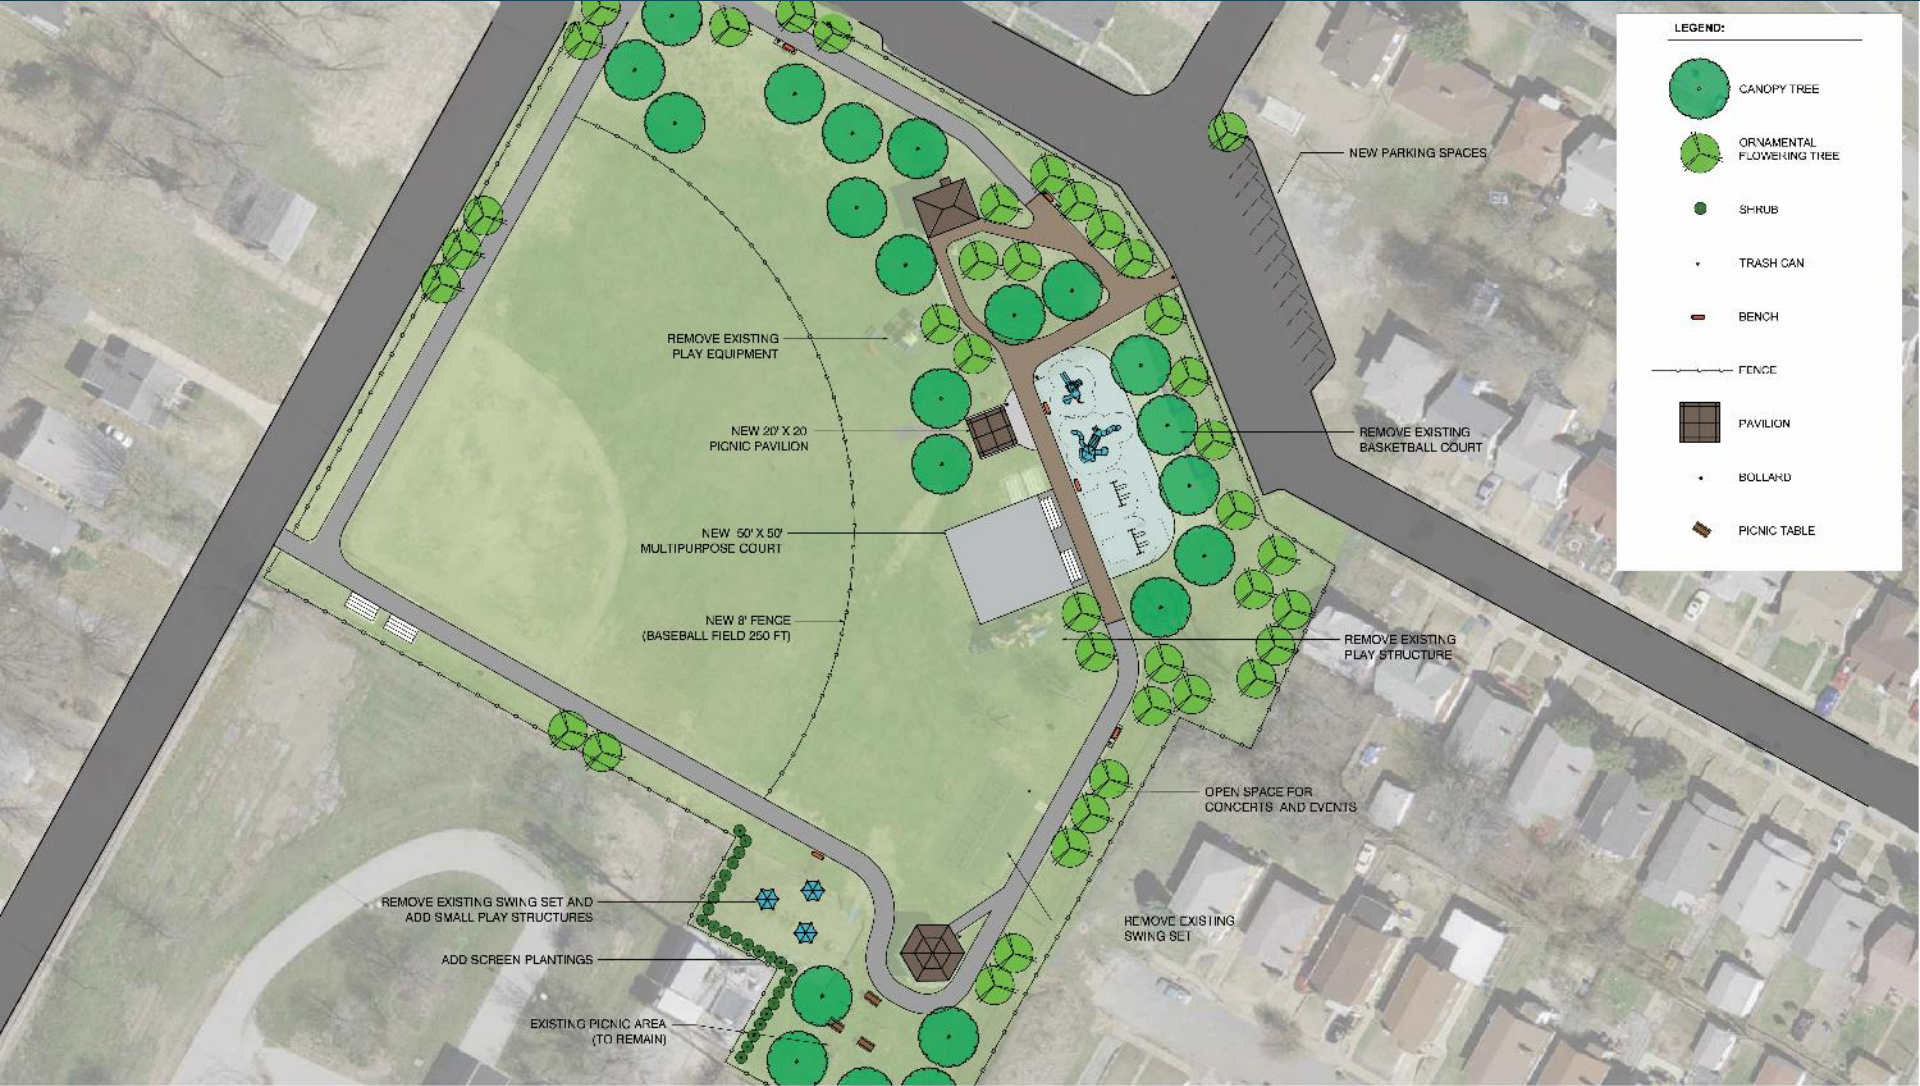 LEGEND:
CANOPY TREE
ORNAMENTAL
FLOWERING TREE
SHRUB
TRASH CAN
BENCH
FENCE
PAVILION
BOLLARD
PICNIC TABLE
NEW PARKING SPACES
REMOVE EXISTING
PLAY EQUIPMENT
NEW 20' X 20
PICNIC PAVILION
REMOVE EXISTING
BASKETBALL COURT
NEW 50' X 50'
MULTIPURPOSE COURT
NEW 8' FENCE
(BASEBALL FIELD 250 FT)
REMOVE EXISTING
PLAY STRUCTURE
OPEN SPACE FOR
CONCERTS AND EVENTS
REMOVE EXISTING SWING SET AND
ADD SMALL PLAY STRUCTURES
REMOVE EXISTING
SWING SET
ADD SCREEN PLANTINGS
EXISTING PICNIC AREA
(TO REMAIN)